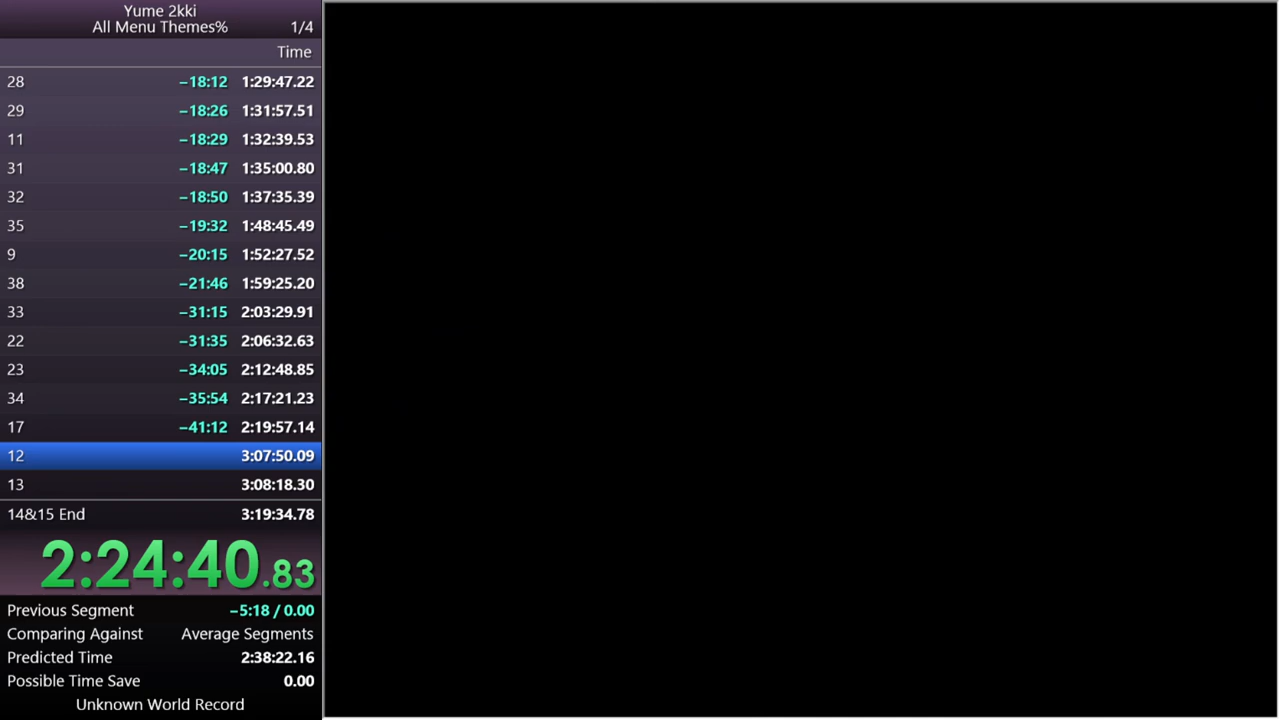 Yume 2kki
All Menu Themes% 1/4
Time
28 −18:12 1:29:47.22
29 −18:26 1:31:57.51
11 −18:29 1:32:39.53
31 −18:47 1:35:00.80
32 −18:50 1:37:35.39
35 −19:32 1:48:45.49
9 −20:15 1:52:27.52
38 −21:46 1:59:25.20
33 −31:15 2:03:29.91
22 −31:35 2:06:32.63
23 −34:05 2:12:48.85
34 −35:54 2:17:21.23
17 −41:12 2:19:57.14
12 3:07:50.09
13 3:08:18.30
14&15 End 3:19:34.78
2:24:40.83
Previous Segment −5:18 / 0.00
Comparing Against Average Segments
Predicted Time 2:38:22.16
Possible Time Save 0.00
Unknown World Record